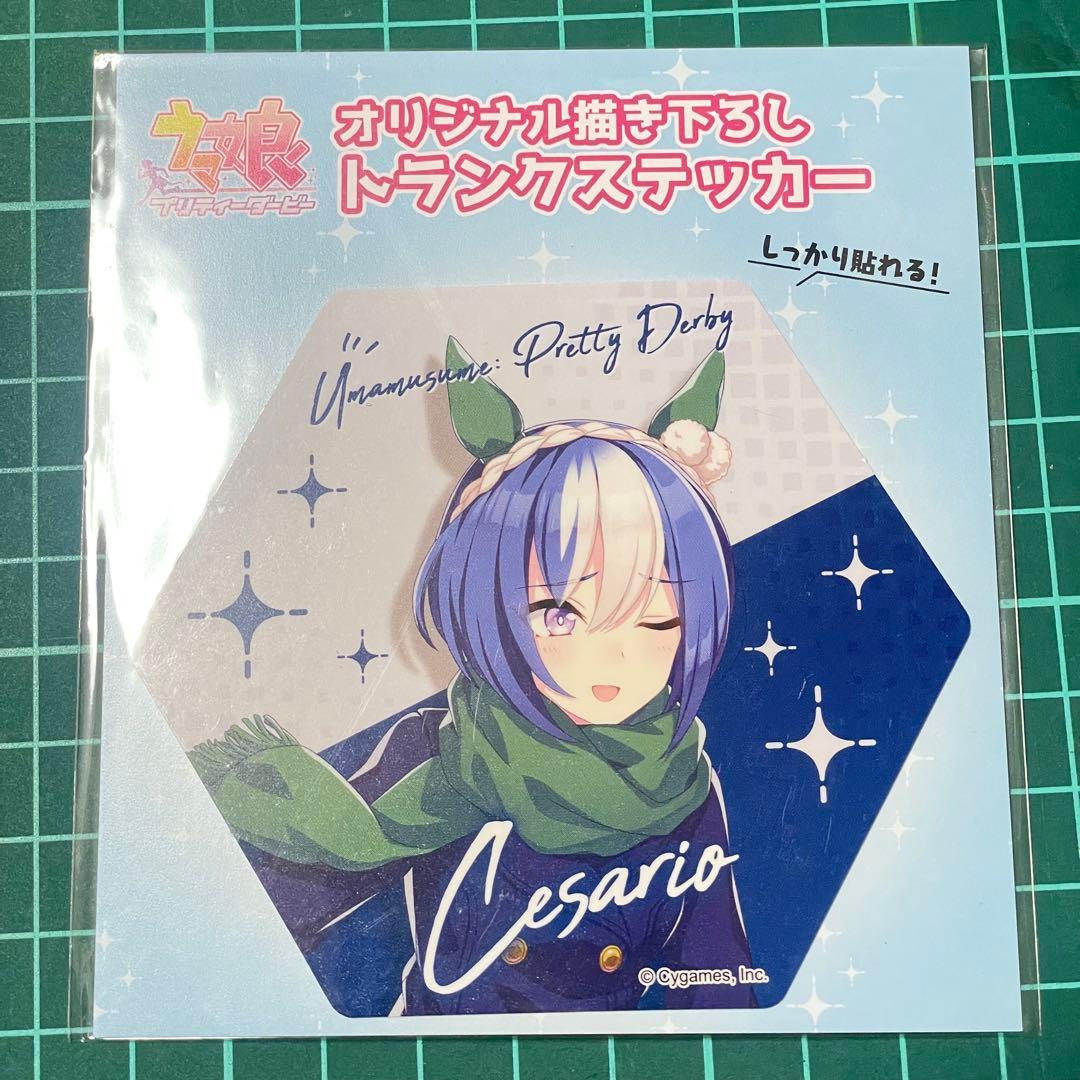 ウマ娘
プリティーダービー
オリジナル描き下ろし
トランクステッカー
しっかり貼れる!
Umamusume: Pretty Derby
Cesario
© Cygames, Inc.